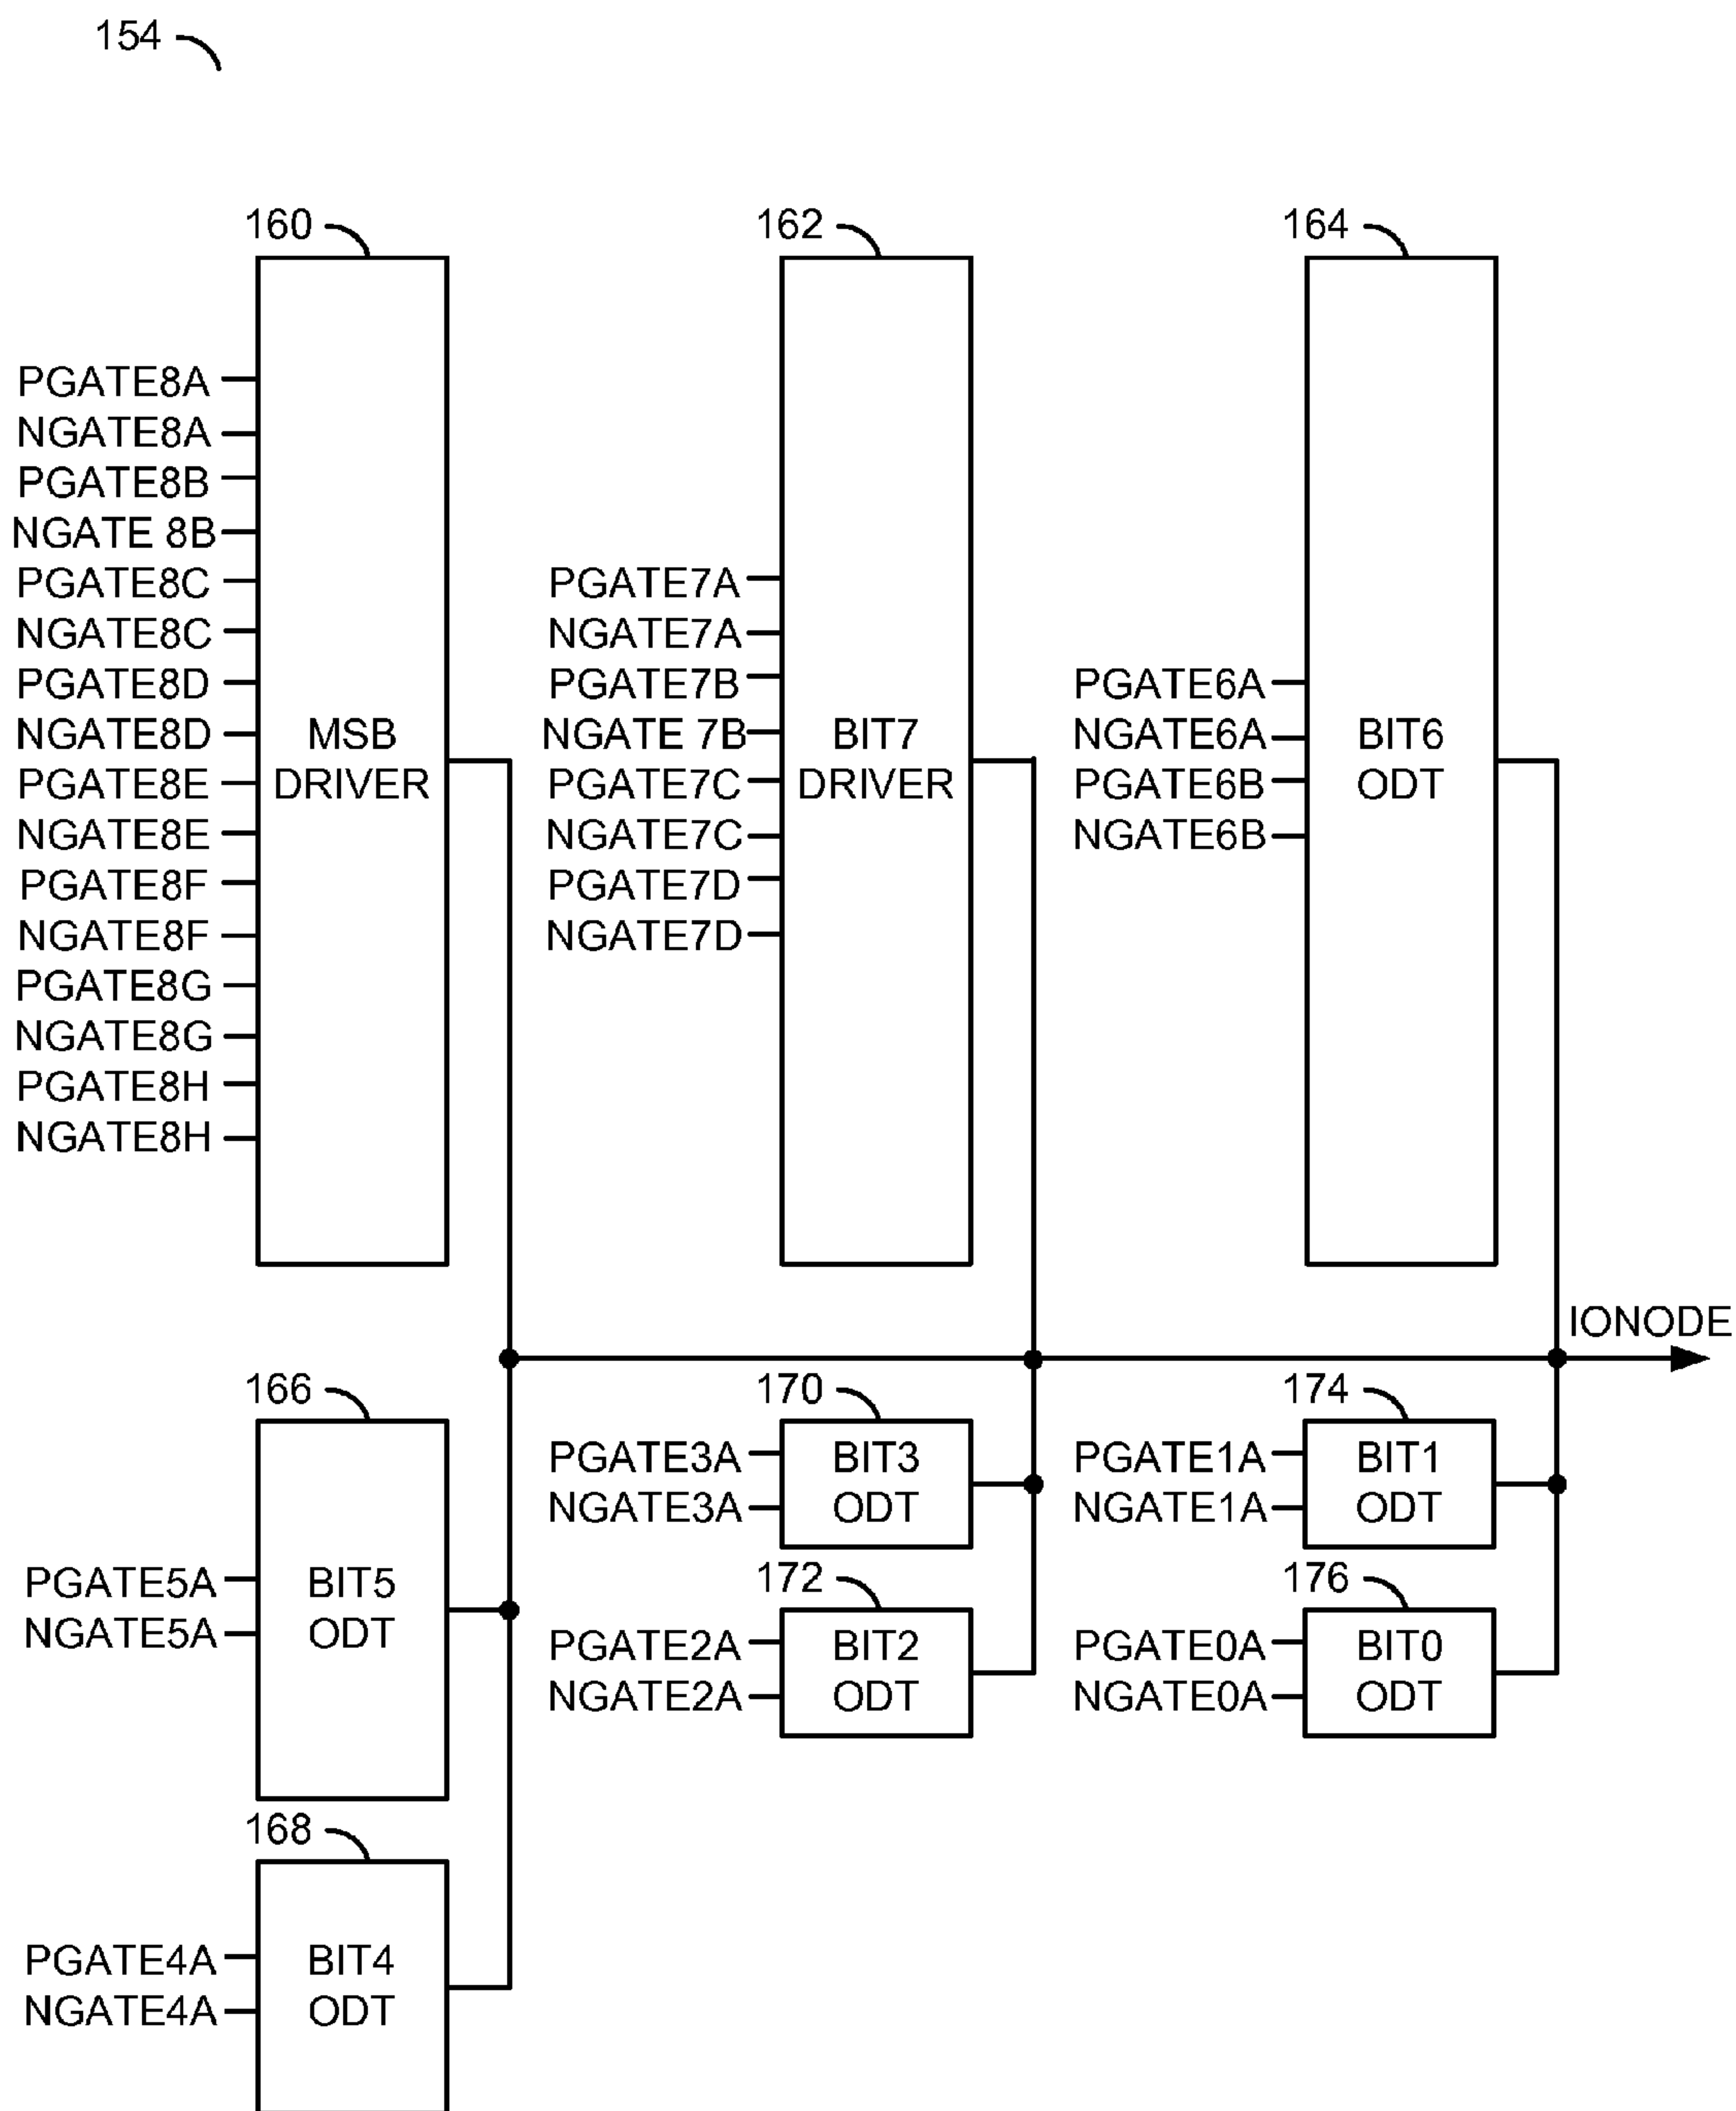 154
160
PGATE8A
NGATE8A
PGATE8B
NGATE 8B
PGATE8C
NGATE8C
PGATE8D
NGATE8D
PGATE8E
NGATE8E
PGATE8F
NGATE8F
PGATE8G
NGATE8G
PGATE8H
NGATE8H
MSB
DRIVER
162
PGATE7A
NGATE7A
PGATE7B
NGATE 7B
PGATE7C
NGATE7C
PGATE7D
NGATE7D
BIT7
DRIVER
164
PGATE6A
NGATE6A
PGATE6B
NGATE6B
BIT6
ODT
IONODE
166
PGATE5A
NGATE5A
BIT5
ODT
168
PGATE4A
NGATE4A
BIT4
ODT
170
PGATE3A
NGATE3A
BIT3
ODT
172
PGATE2A
NGATE2A
BIT2
ODT
174
PGATE1A
NGATE1A
BIT1
ODT
176
PGATE0A
NGATE0A
BIT0
ODT